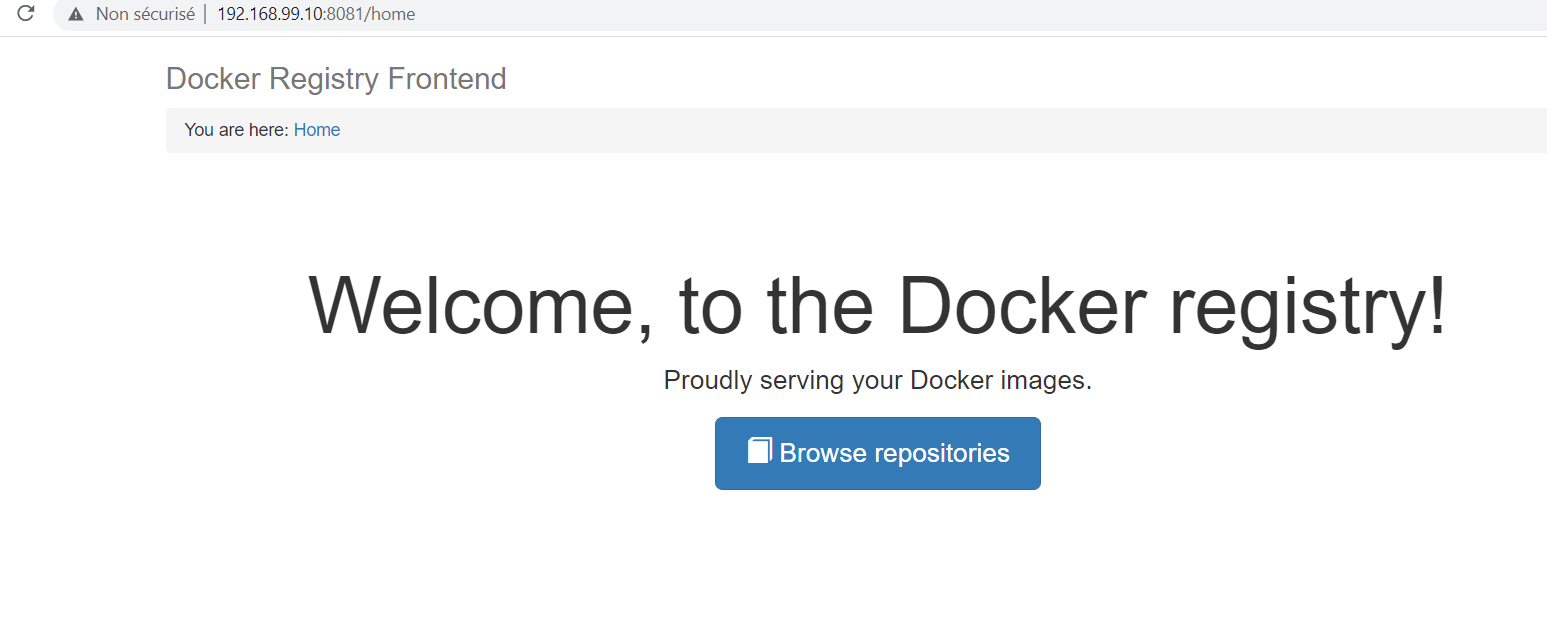 Non sécurisé | 192.168.99.10:8081/home
Docker Registry Frontend
You are here: Home
Welcome, to the Docker registry!
Proudly serving your Docker images.
Browse repositories